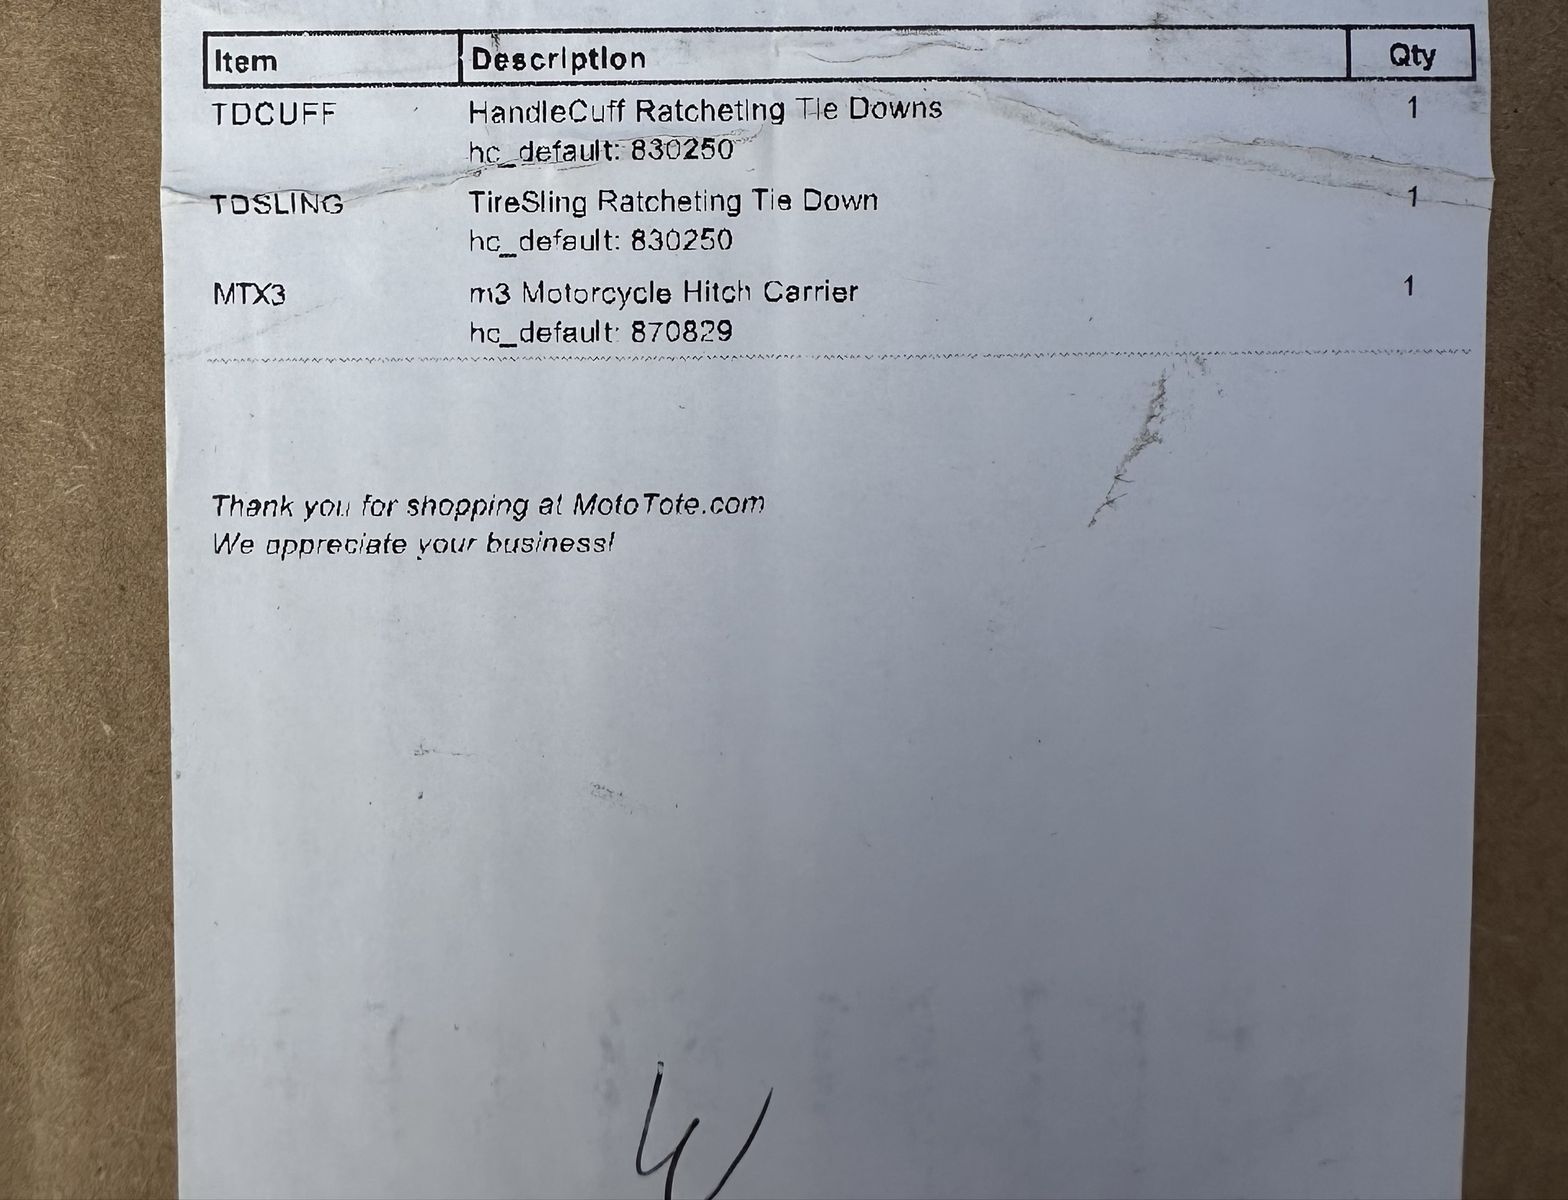 Item Description Qty
TDCUFF HandleCuff Ratcheting Tie Downs 1
hc_default: 830250
TDSLING TireSling Ratcheting Tie Down 1
hc_default: 830250
MTX3 m3 Motorcycle Hitch Carrier 1
hc_default: 870829
Thank you for shopping at MotoTote.com
We appreciate your business!